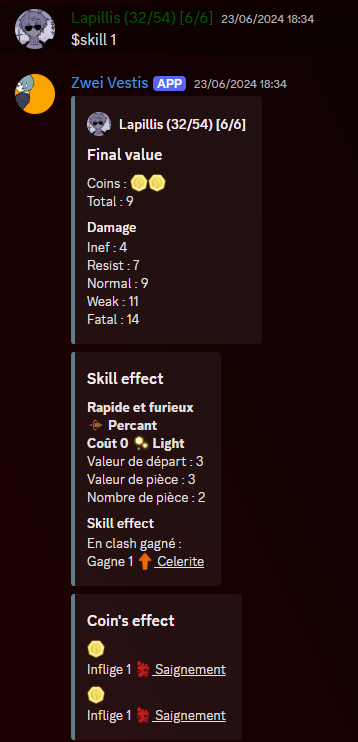 Lapillis (32/54) [6/6] 23/06/2024 18:34
$skill 1
Zwei Vestis APP 23/06/2024 18:34
Lapillis (32/54) [6/6]
Final value
Coins :
Total : 9
Damage
Inef : 4
Resist : 7
Normal : 9
Weak : 11
Fatal : 14
Skill effect
Rapide et furieux
Percant
Coût 0 Light
Valeur de départ : 3
Valeur de pièce : 3
Nombre de pièce : 2
Skill effect
En clash gagné :
Gagne 1 Celerite
Coin's effect
Inflige 1 Saignement
Inflige 1 Saignement